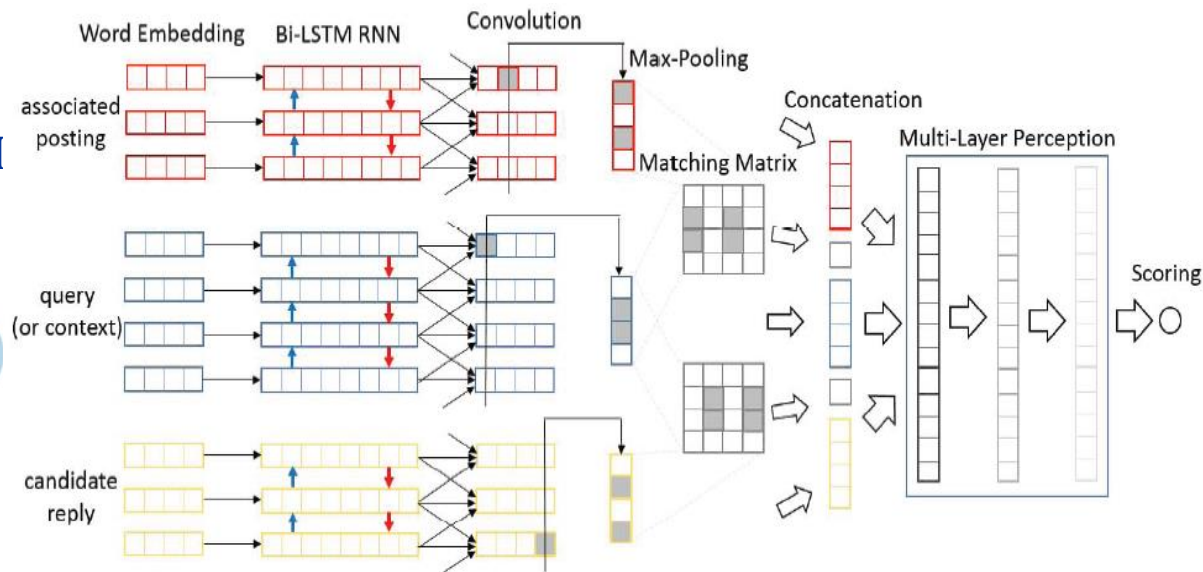 Word Embedding
Bi-LSTM RNN
Convolution
Max-Pooling
associated
posting
Concatenation
Multi-Layer Perception
Matching Matrix
query
(or context)
Scoring
candidate
reply